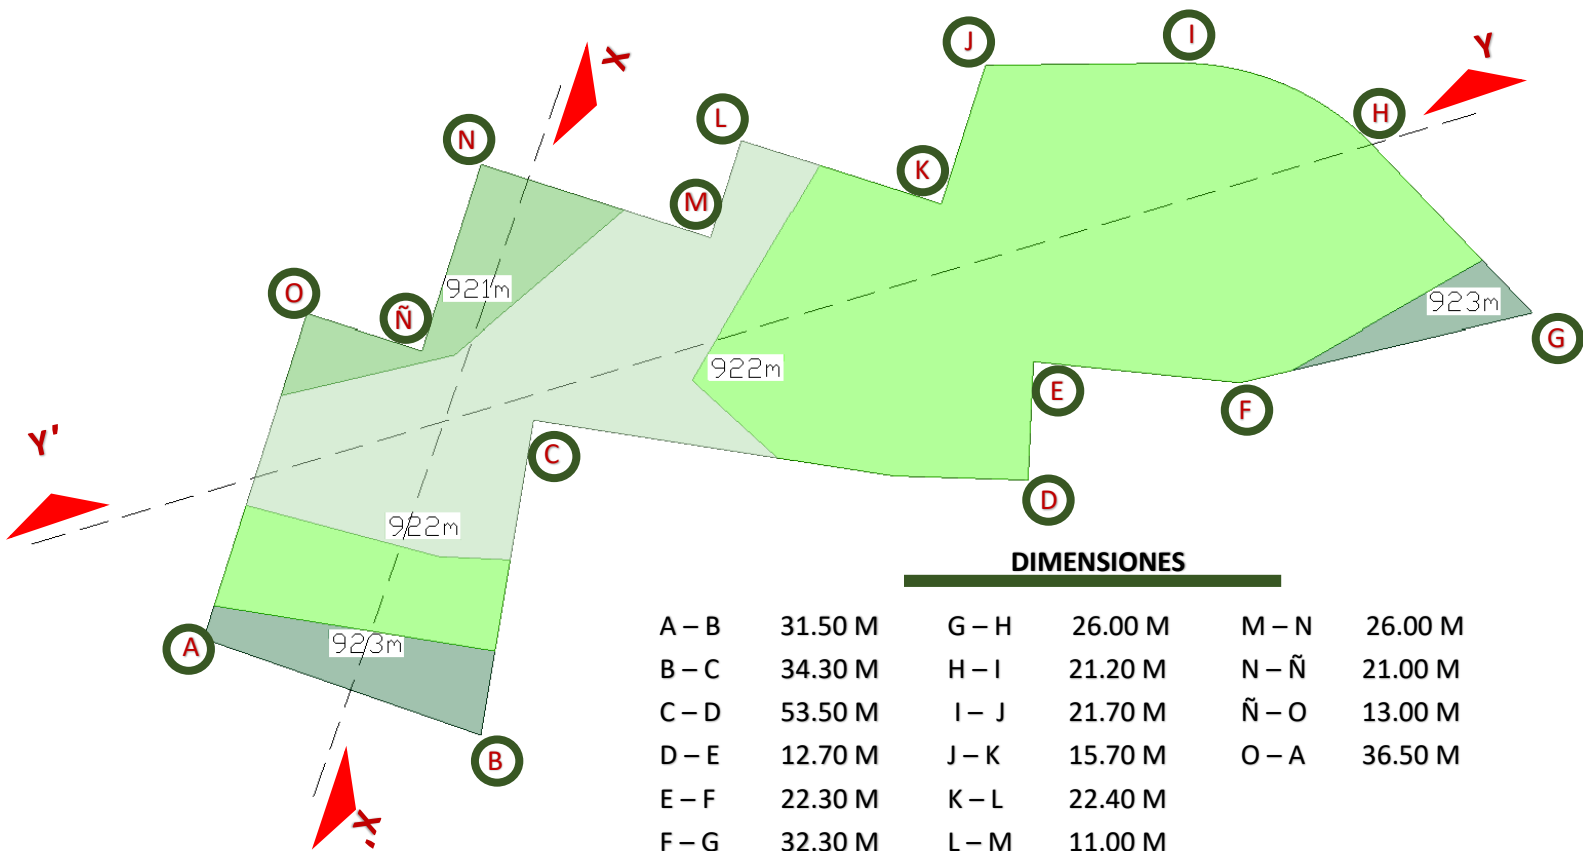 J
I
Y
X
H
L
N
K
M
O
Ñ
921m
923m
G
922m
E
F
Y'
C
D
922m
A
923m
B
X'
DIMENSIONES
A – B 31.50 M G – H 26.00 M M – N 26.00 M
B – C 34.30 M H – I 21.20 M N – Ñ 21.00 M
C – D 53.50 M I – J 21.70 M Ñ – O 13.00 M
D – E 12.70 M J – K 15.70 M O – A 36.50 M
E – F 22.30 M K – L 22.40 M
F – G 32.30 M L – M 11.00 M